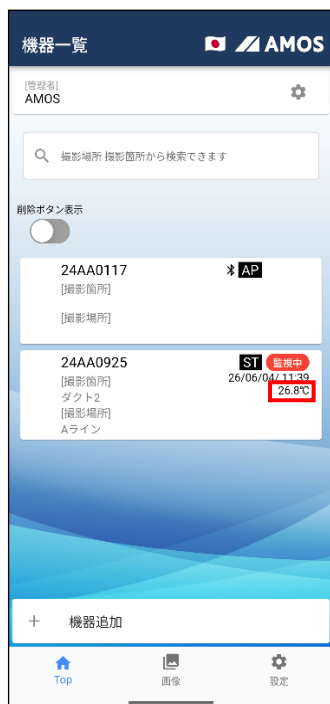 機器一覧
AMOS
[管理者]
AMOS
撮影場所 撮影箇所から検索できます
削除ボタン表示
24AA0117
AP
[撮影箇所]
[撮影場所]
24AA0925
ST 監視中
[撮影箇所]
26/06/04/ 11:39
ダクト2
26.8℃
[撮影場所]
Aライン
+ 機器追加
Top
画像
設定